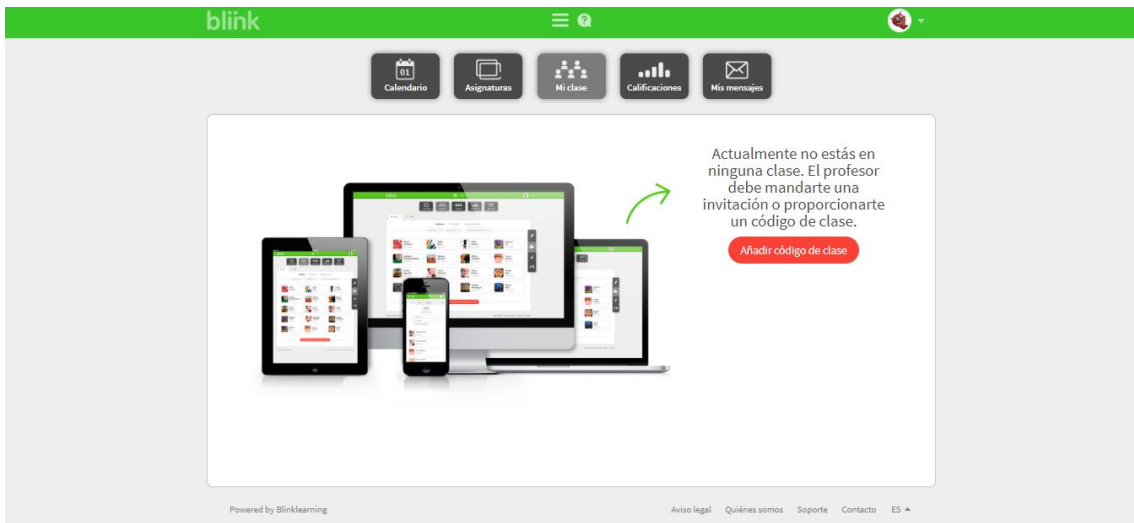 blink
01
Calendario
Asignaturas
Mi clase
Calificaciones
Mis mensajes
Actualmente no estás en
ninguna clase. El profesor
debe mandarte una
invitación o proporcionarte
un código de clase.
Añadir código de clase
Powered by Blinklearning
Aviso legal Quiénes somos Soporte Contacto ES